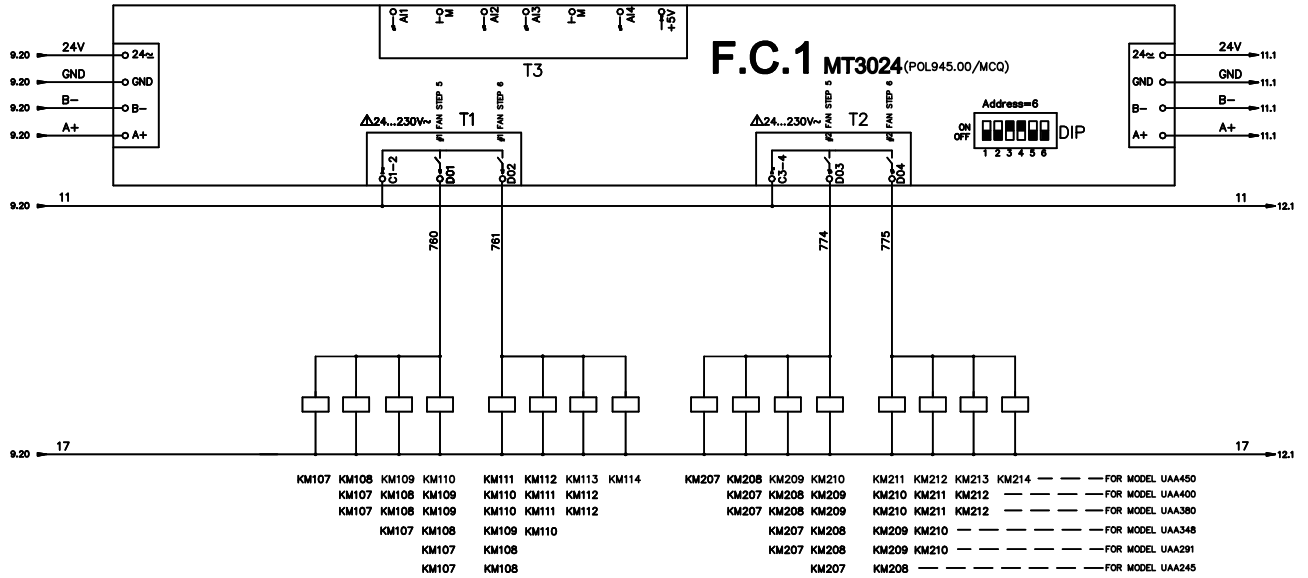 AI1 M AI2 AI3 M AI4 +5V
T3
F.C.1 MT3024(POL945.00/MCQ)
9.20 24V 24≃
9.20 GND GND
9.20 B- B-
9.20 A+ A+
24≃ 24V 11.1
GND GND 11.1
B- B- 11.1
A+ A+ 11.1
⚠24...230V~ #1 FAN STEP 5 T1 #1 FAN STEP 6
C1-2 D01 D02
⚠24...230V~ #2 FAN STEP 5 T2 #2 FAN STEP 6
C3-4 D03 D04
Address=6
ON
OFF
DIP
1 2 3 4 5 6
9.20 11 11 12.1
760 761 774 775
9.20 17 17 12.1
KM107 KM108 KM109 KM110 KM111 KM112 KM113 KM114 KM207 KM208 KM209 KM210 KM211 KM212 KM213 KM214 FOR MODEL UAA450
KM107 KM108 KM109 KM110 KM111 KM112 KM207 KM208 KM209 KM210 KM211 KM212 FOR MODEL UAA400
KM107 KM108 KM109 KM110 KM111 KM112 KM207 KM208 KM209 KM210 KM211 KM212 FOR MODEL UAA380
KM107 KM108 KM109 KM110 KM207 KM208 KM209 KM210 FOR MODEL UAA348
KM107 KM108 KM207 KM208 KM209 KM210 FOR MODEL UAA291
KM107 KM108 KM207 KM208 FOR MODEL UAA245